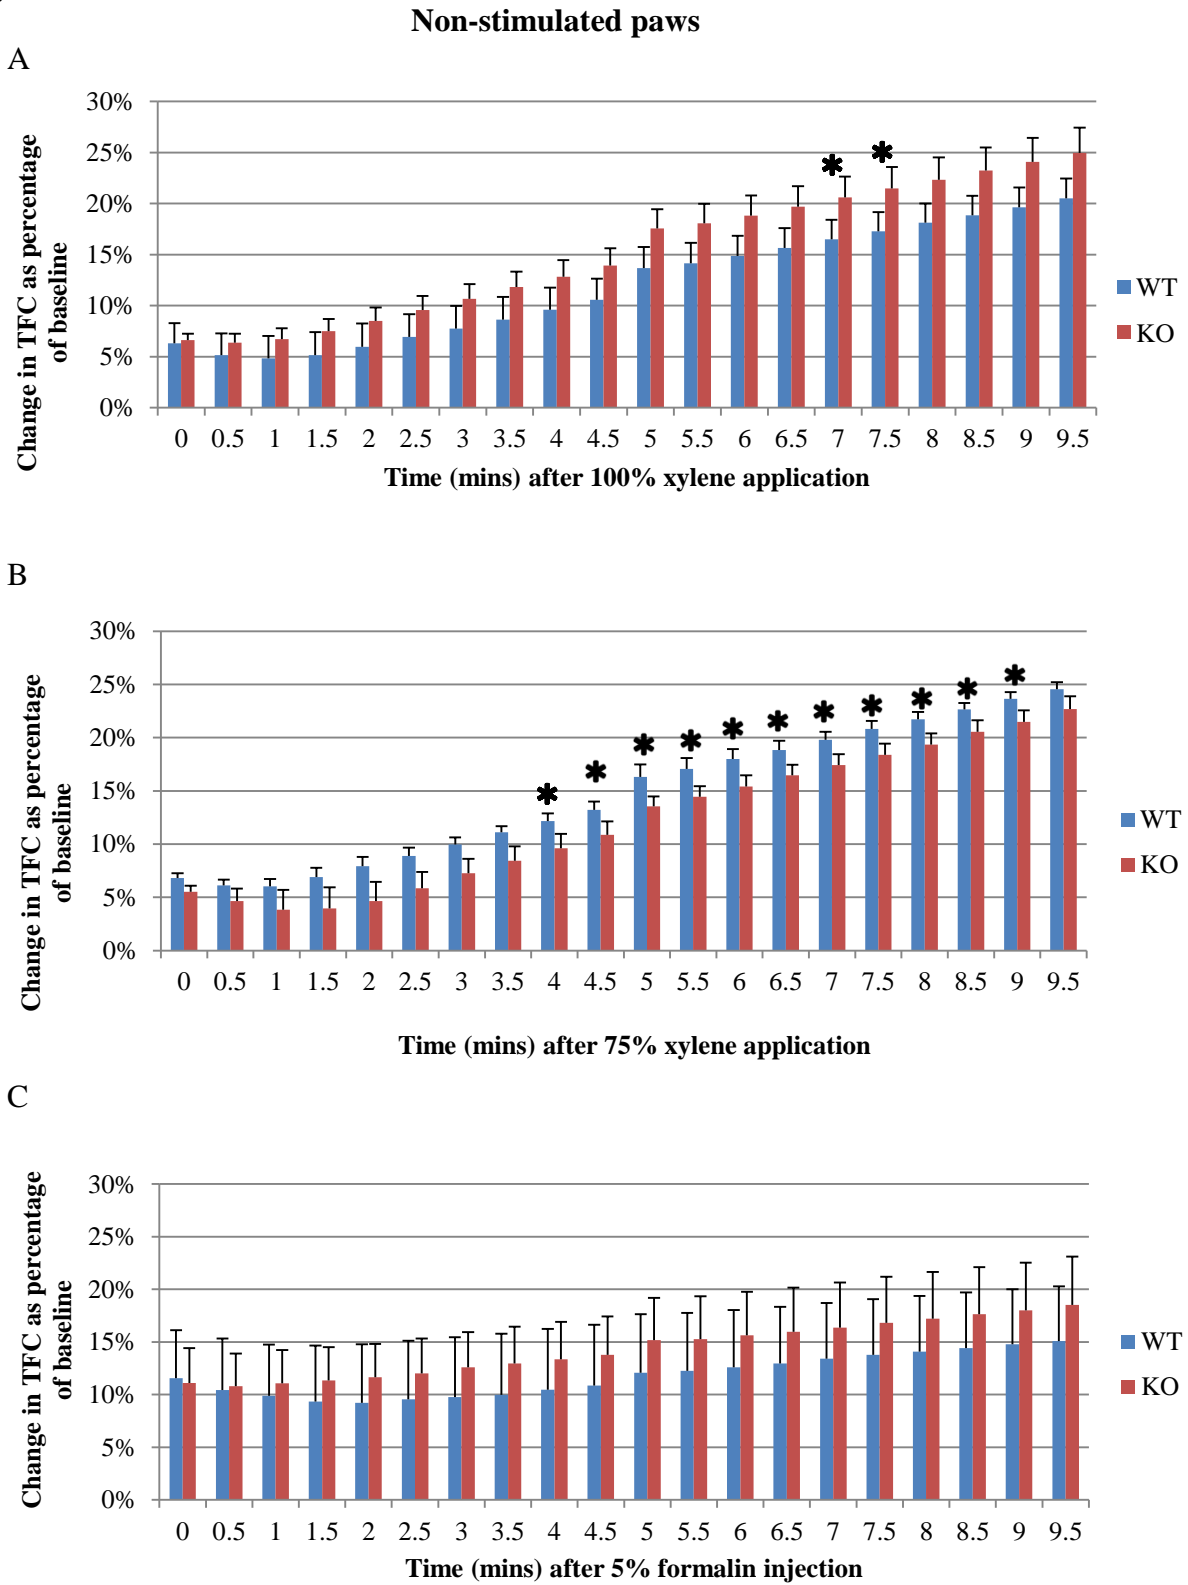 Non-stimulated paws
A
Change in TFC as percentage
of baseline
30%
25%
20%
15%
10%
5%
0%
* *
0 0.5 1 1.5 2 2.5 3 3.5 4 4.5 5 5.5 6 6.5 7 7.5 8 8.5 9 9.5
Time (mins) after 100% xylene application
WT
KO
B
Change in TFC as percentage
of baseline
30%
25%
20%
15%
10%
5%
0%
* * * * * * * * * * *
0 0.5 1 1.5 2 2.5 3 3.5 4 4.5 5 5.5 6 6.5 7 7.5 8 8.5 9 9.5
Time (mins) after 75% xylene application
WT
KO
C
Change in TFC as percentage
of baseline
30%
25%
20%
15%
10%
5%
0%
0 0.5 1 1.5 2 2.5 3 3.5 4 4.5 5 5.5 6 6.5 7 7.5 8 8.5 9 9.5
Time (mins) after 5% formalin injection
WT
KO